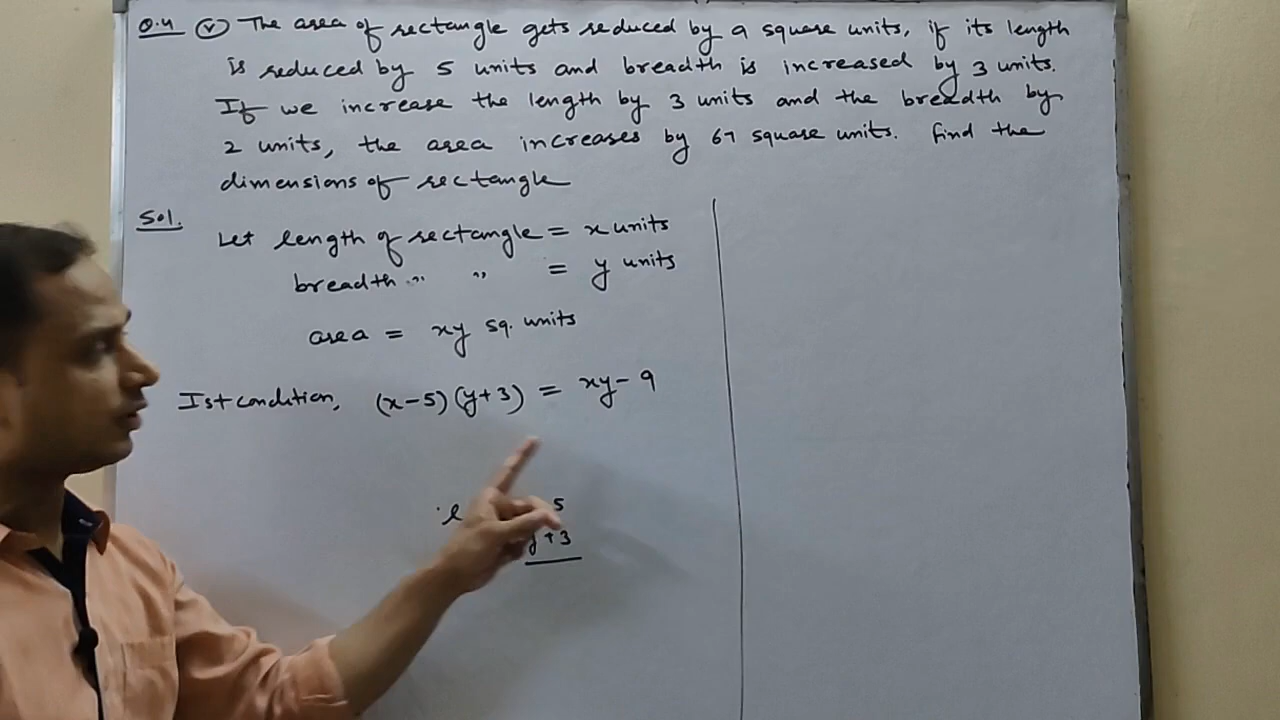 Q.4 (v) The area of rectangle gets reduced by 9 square units, if its length
is reduced by 5 units and breadth is increased by 3 units.
If we increase the length by 3 units and the breadth by
2 units, the area increases by 67 square units. find the
dimensions of rectangle
Sol.
Let length of rectangle = x units
breadth " " = y units
area = xy sq. units
Ist condition, (x-5)(y+3) = xy-9
l 5
y+3